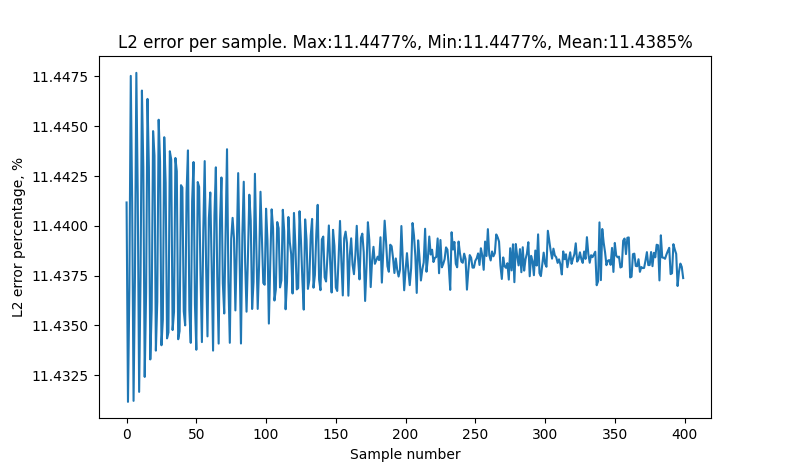 L2 error per sample. Max:11.4477%, Min:11.4477%, Mean:11.4385%
L2 error percentage, %
11.4475
11.4450
11.4425
11.4400
11.4375
11.4350
11.4325
0 50 100 150 200 250 300 350 400
Sample number